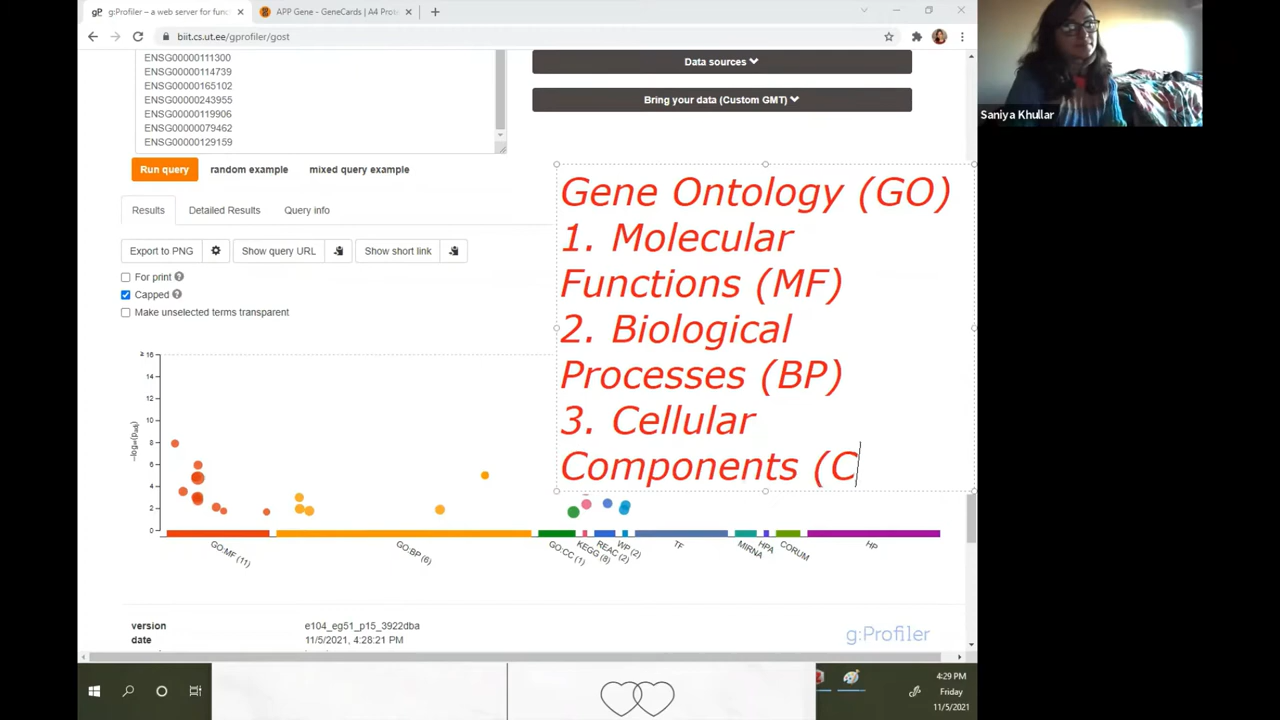 g:Profiler – a web server for func
APP Gene - GeneCards | A4 Prote
biit.cs.ut.ee/gprofiler/gost
ENSG00000111300
ENSG00000114739
ENSG00000165102
ENSG00000243955
ENSG00000119906
ENSG00000079462
ENSG00000129159
Data sources
Bring your data (Custom GMT)
Saniya Khullar
Run query random example mixed query example
Results Detailed Results Query info
Export to PNG Show query URL Show short link
For print
Capped
Make unselected terms transparent
Gene Ontology (GO)
1. Molecular
Functions (MF)
2. Biological
Processes (BP)
3. Cellular
Components (C
≥16
14
12
10
8
6
4
2
0
-log10(padj)
GO:MF (11)
GO:BP (6)
GO:CC (1)
KEGG (8)
REAC (2)
WP (2)
TF
MIRNA
HPA
CORUM
HP
version e104_eg51_p15_3922dba
date 11/5/2021, 4:28:21 PM
g:Profiler
4:29 PM
Friday
11/5/2021